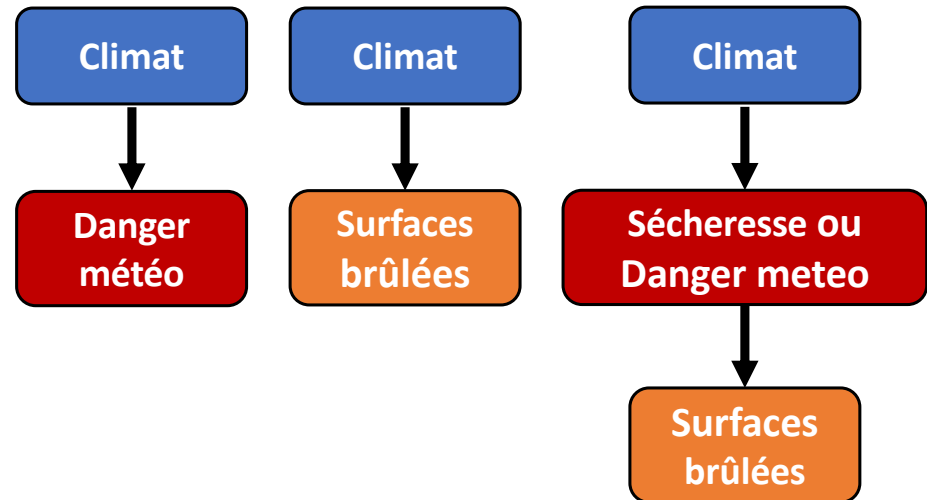 Climat
Climat
Climat
Danger
météo
Surfaces
brûlées
Sécheresse ou
Danger meteo
Surfaces
brûlées